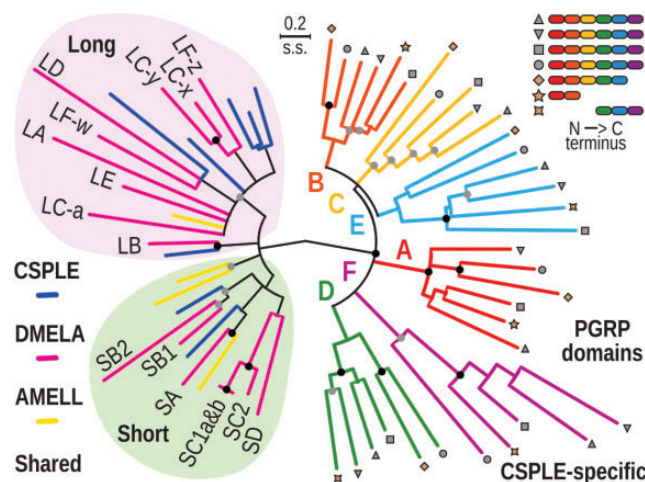 Long
LD
LF-w
LA
LE
LC-a
LB
LC-y
LC-x
LF-z
0.2
s.s.
N —> C
terminus
B
C
E
A
F
D
CSPLE
DMELA
AMELL
Shared
SB2
SB1
SA
SC1a&b
SC2
SD
Short
PGRP
domains
CSPLE-specific